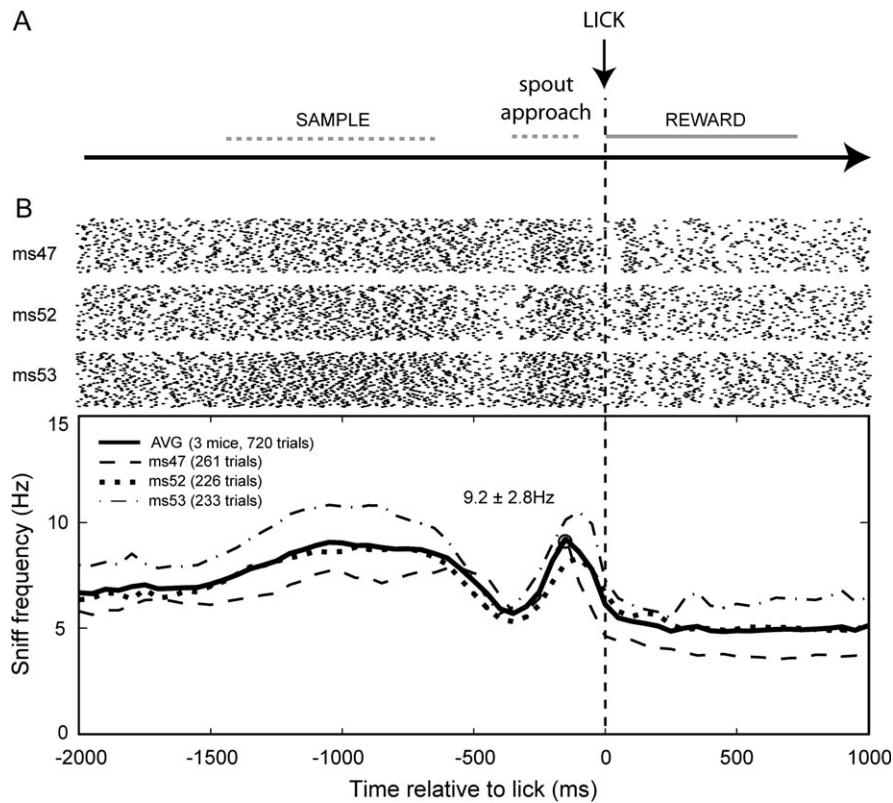 A
LICK
spout
approach
SAMPLE
REWARD
B
ms47
ms52
ms53
15
10
5
0
Sniff frequency (Hz)
AVG (3 mice, 720 trials)
ms47 (261 trials)
ms52 (226 trials)
ms53 (233 trials)
9.2 ± 2.8Hz
-2000 -1500 -1000 -500 0 500 1000
Time relative to lick (ms)